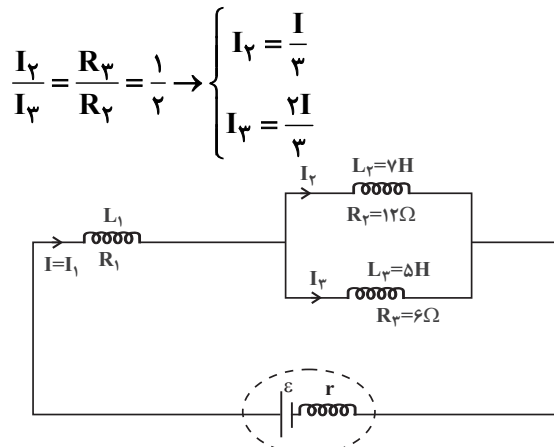 I۲/I۳ = R۳/R۲ = ۱/۲ → { I۲ = I/۳
I۳ = ۲I/۳
I۲
L۲=۷H
R۲=۱۲Ω
L۱
I=I۱
R۱
I۳
L۳=۵H
R۳=۶Ω
ε
r